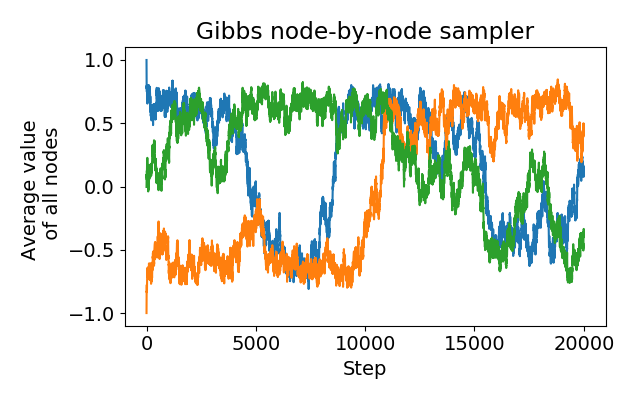 Gibbs node-by-node sampler
Average value
of all nodes
1.0
0.5
0.0
−0.5
−1.0
0
5000
10000
15000
20000
Step